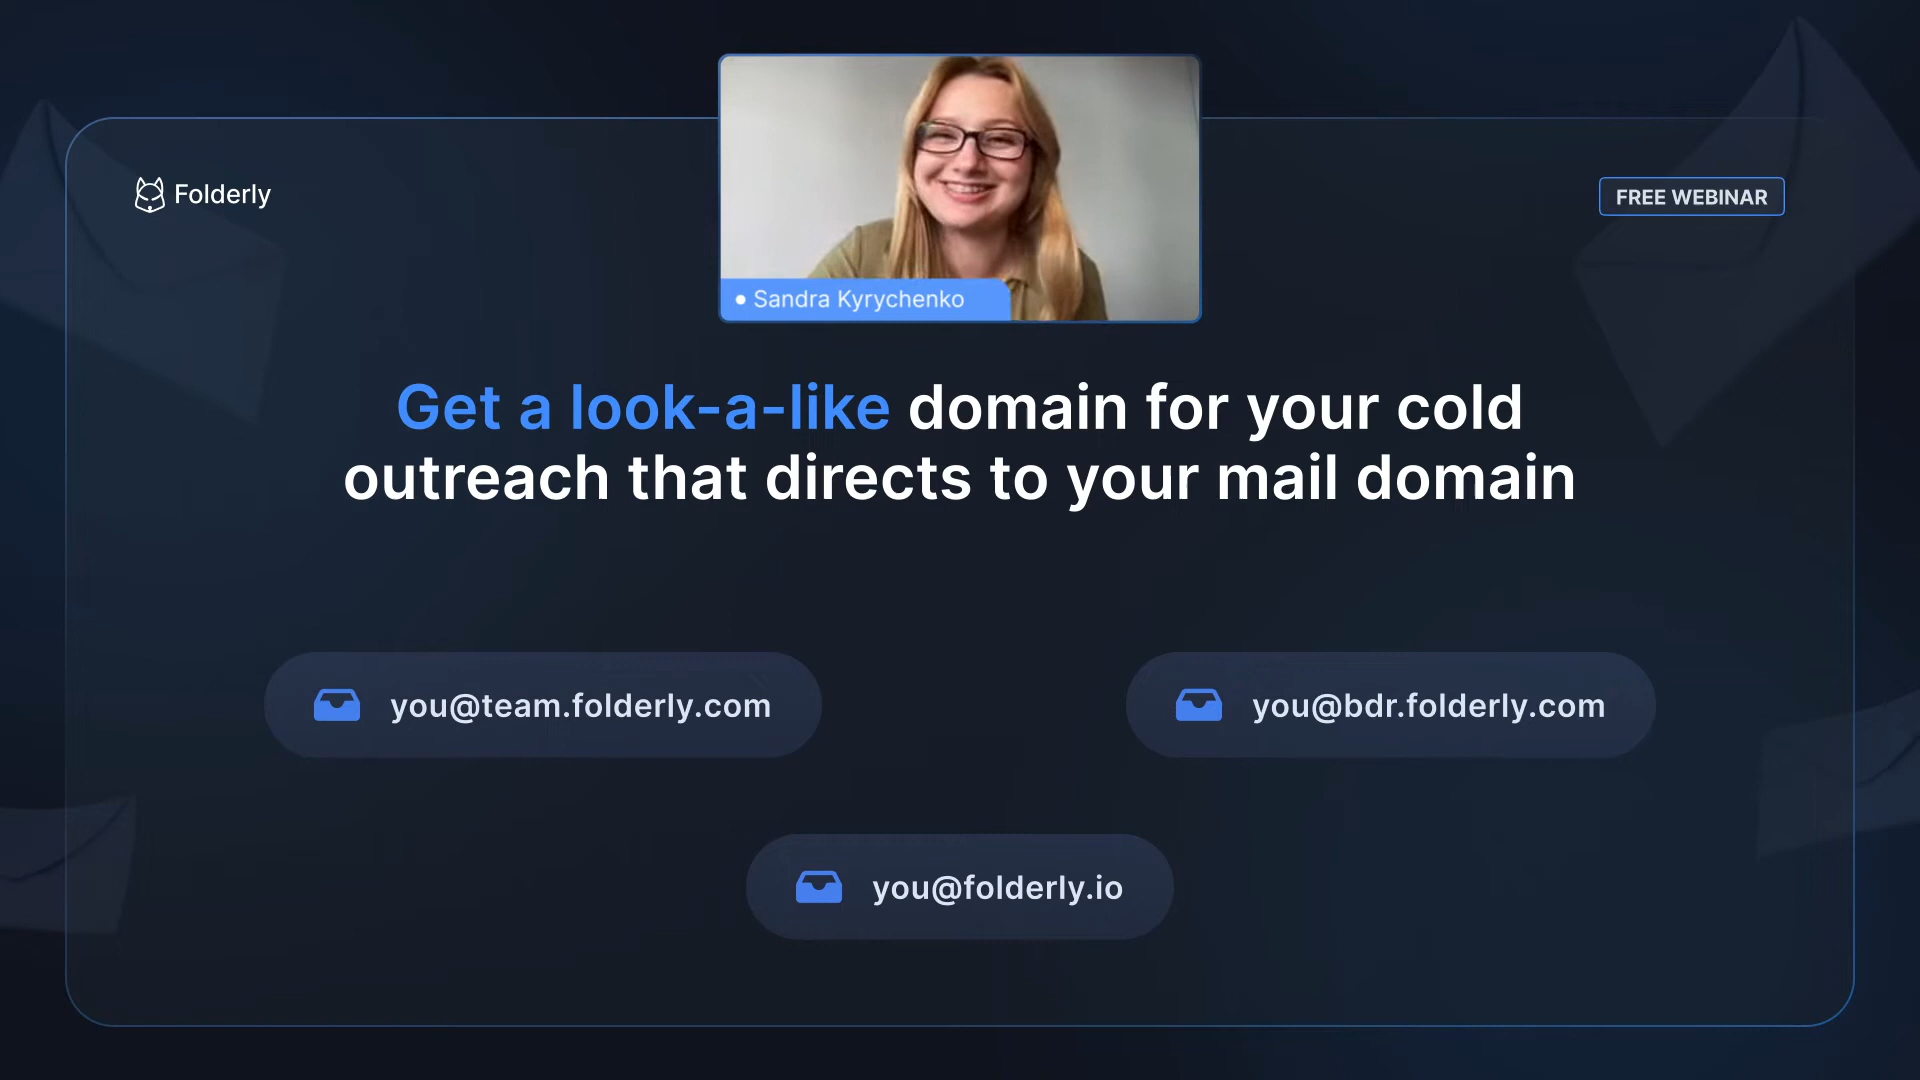 Folderly
FREE WEBINAR
Sandra Kyrychenko
Get a look-a-like domain for your cold
outreach that directs to your mail domain
you@team.folderly.com
you@bdr.folderly.com
you@folderly.io